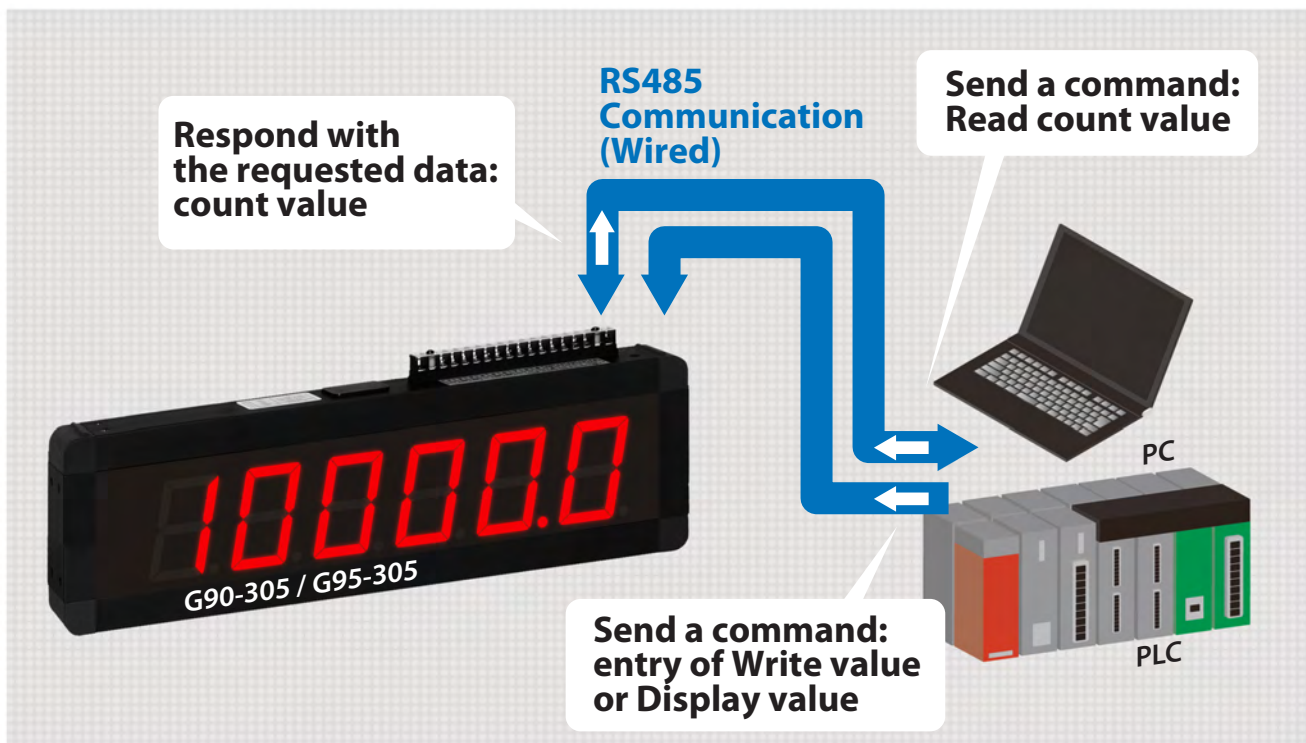 RS485
Communication
(Wired)
Send a command:
Read count value
Respond with
the requested data:
count value
10000.0
G90-305 / G95-305
PC
PLC
Send a command:
entry of Write value
or Display value